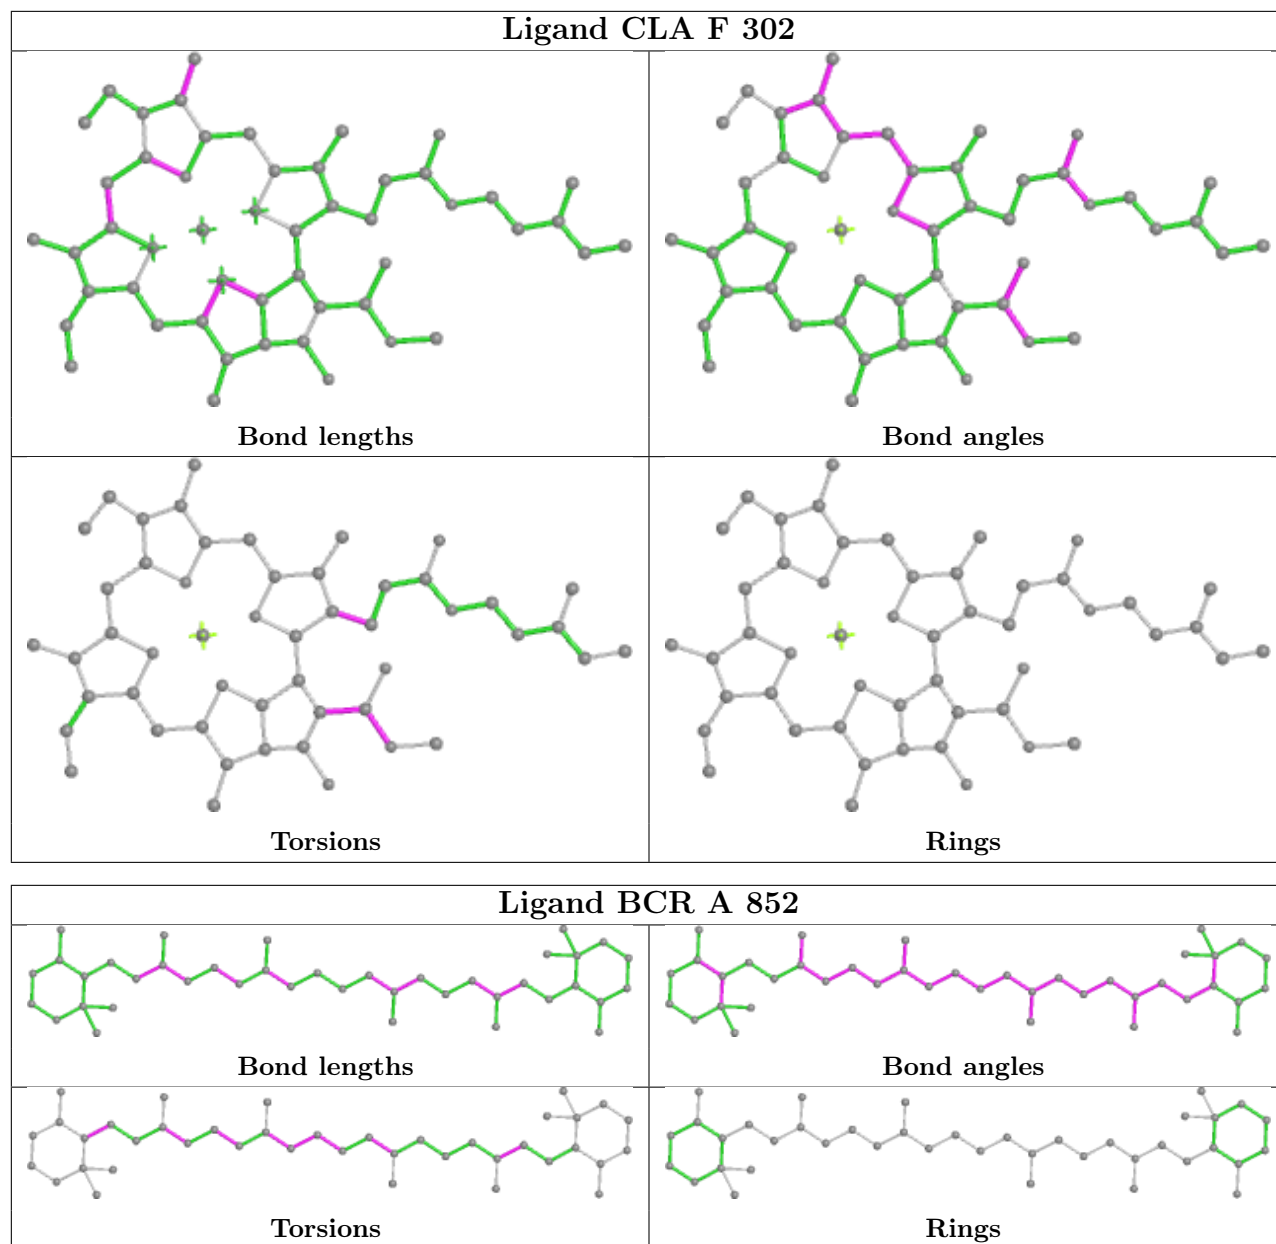 Ligand CLA F 302
Bond lengths
Bond angles
Torsions
Rings
Ligand BCR A 852
Bond lengths
Bond angles
Torsions
Rings